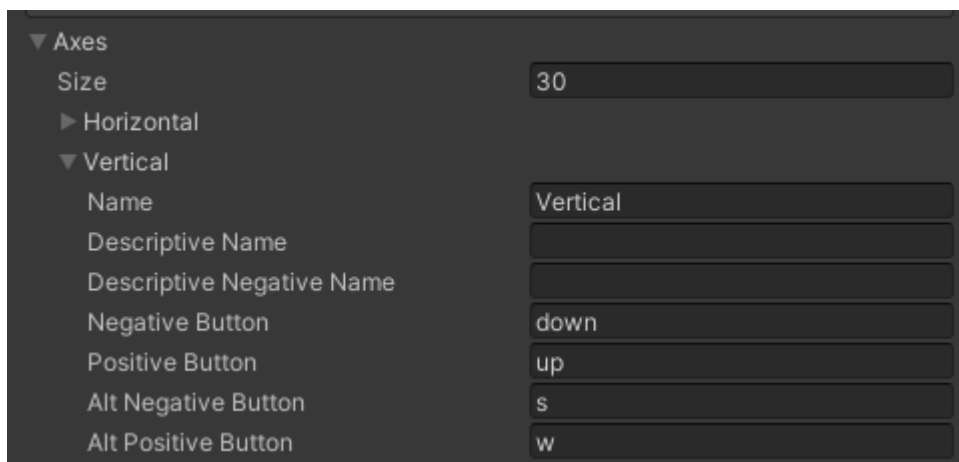 Axes
Size 30
Horizontal
Vertical
Name Vertical
Descriptive Name
Descriptive Negative Name
Negative Button down
Positive Button up
Alt Negative Button s
Alt Positive Button w